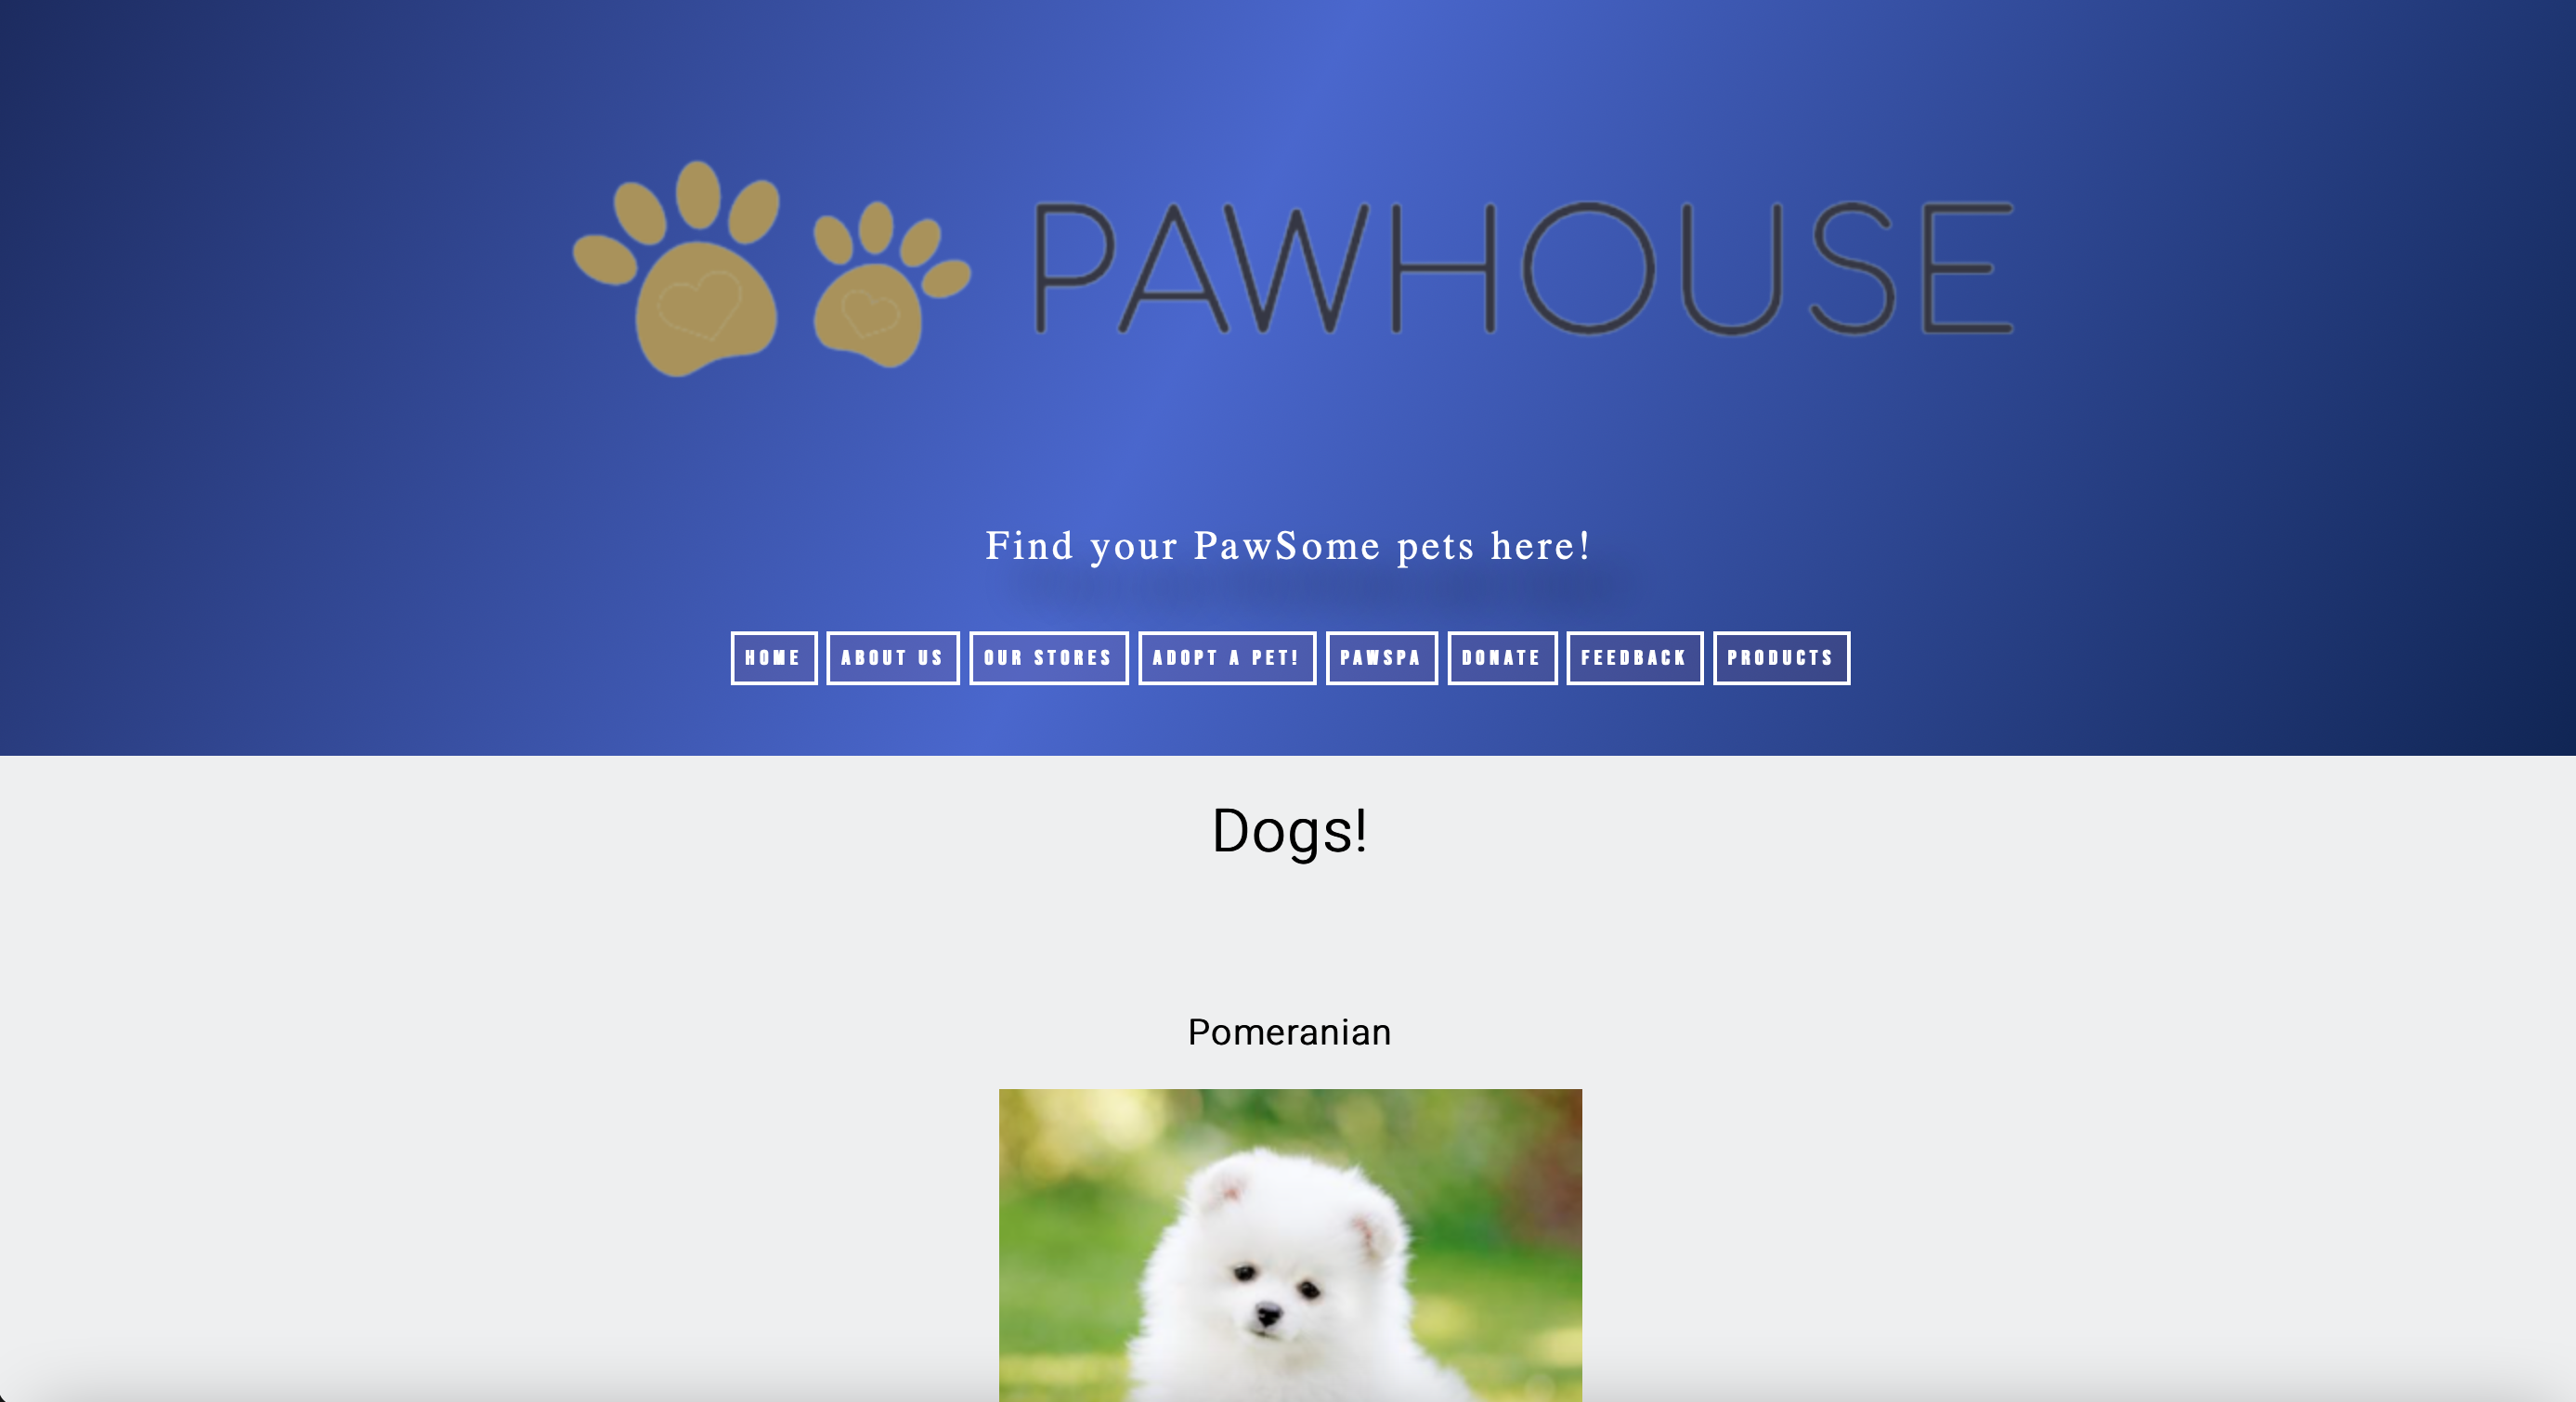 PAWHOUSE
Find your PawSome pets here!
HOME ABOUT US OUR STORES ADOPT A PET! PAWSPA DONATE FEEDBACK PRODUCTS
Dogs!
Pomeranian